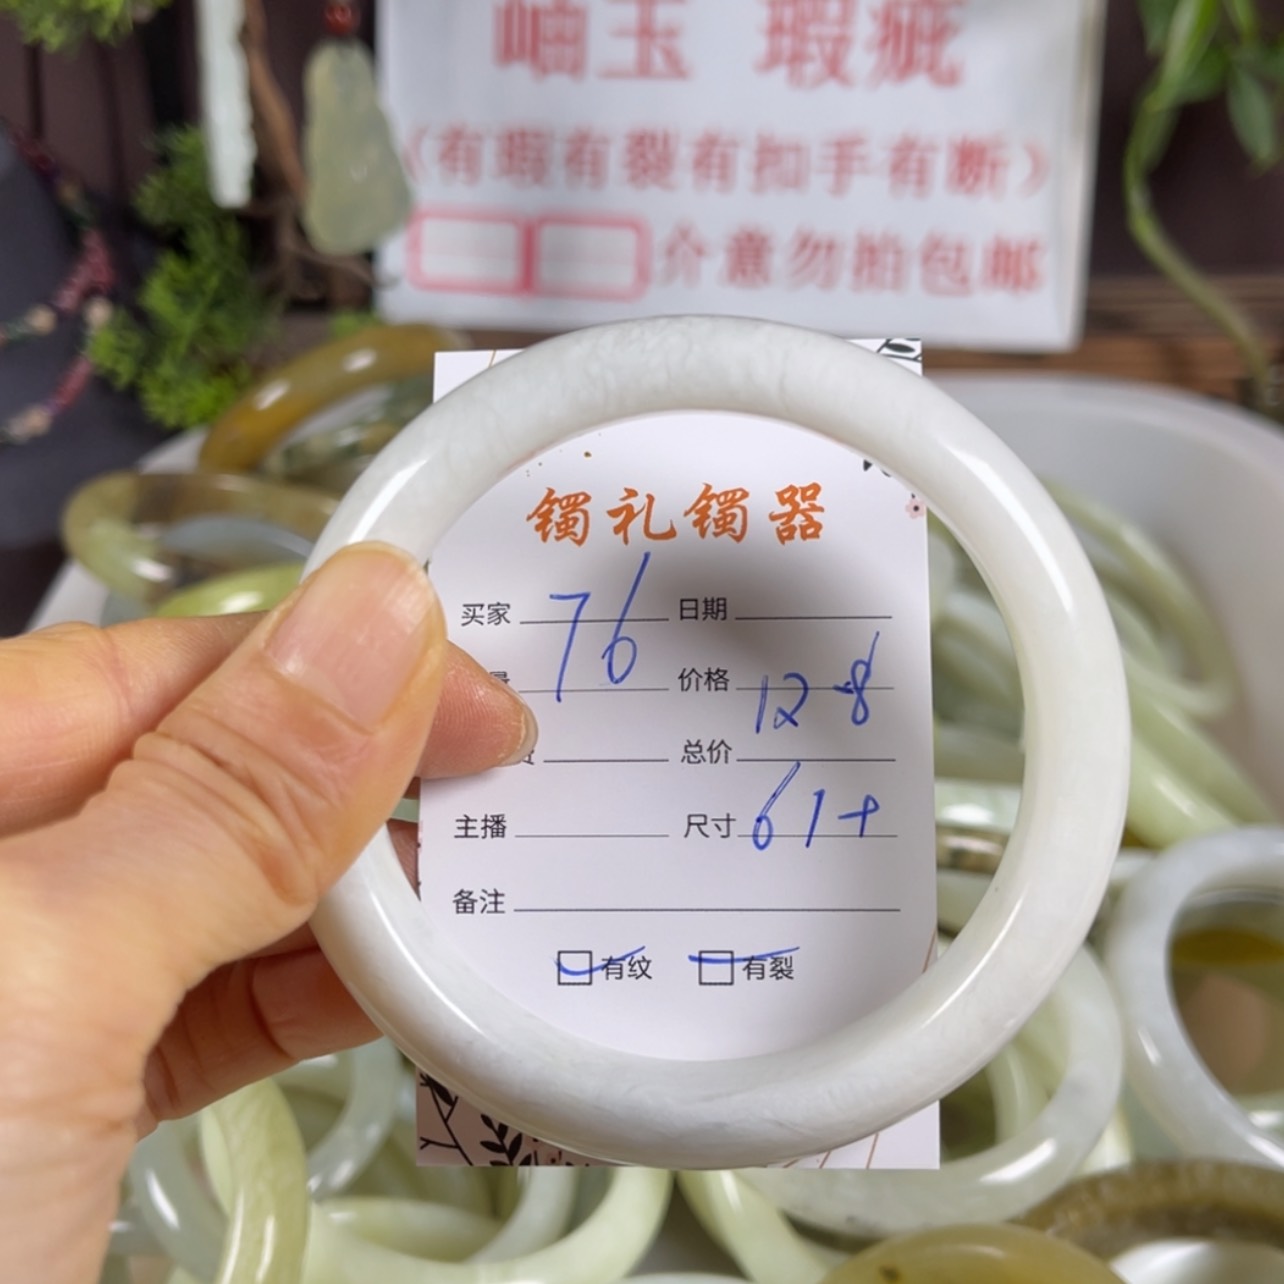 岫玉 瑕疵
（有瑕有裂有扣手有断）
介意勿拍包邮
镯礼镯器
买家 76 日期
价格 12.8
总价
主播 尺寸 61+
备注
有纹 有裂